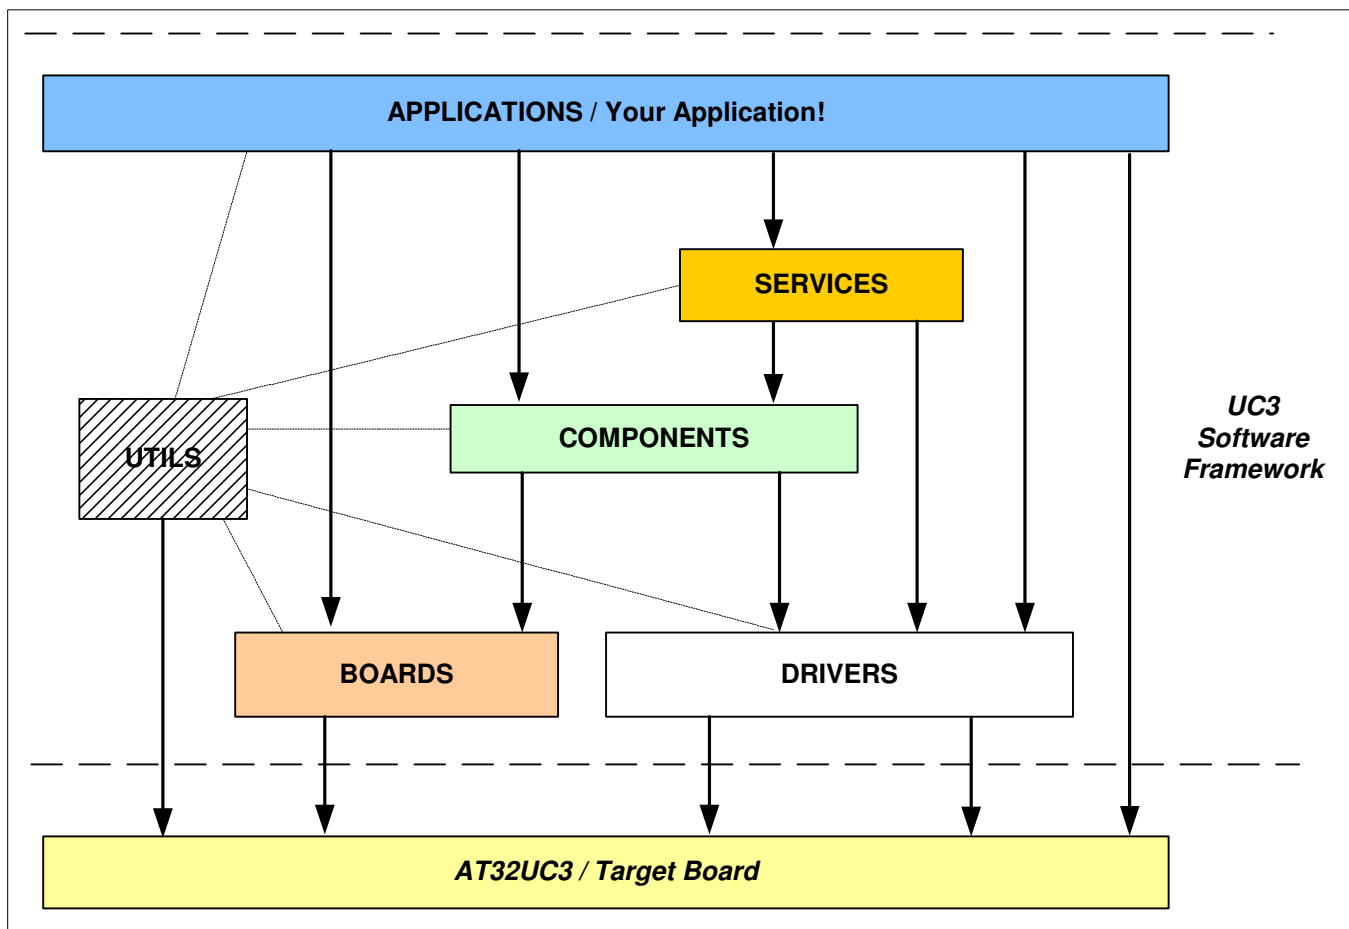 APPLICATIONS / Your Application!
SERVICES
UC3
Software
Framework
COMPONENTS
UTILS
BOARDS
DRIVERS
AT32UC3 / Target Board